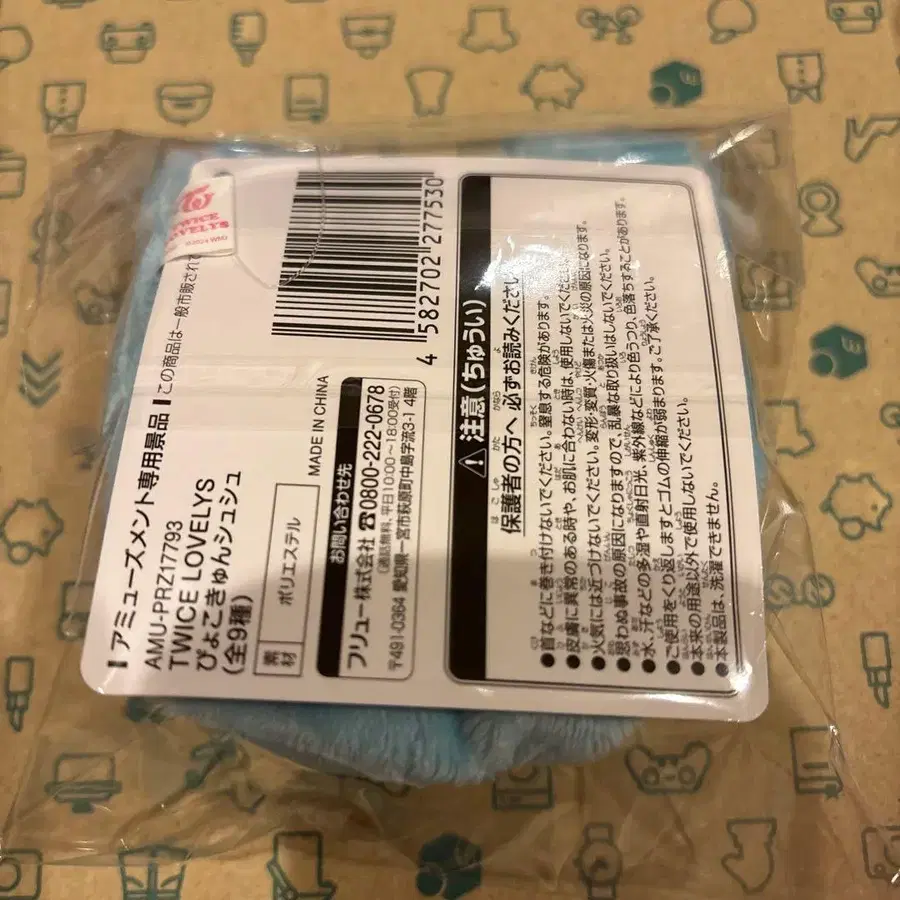 アミューズメント専用景品
この商品は一般市販され
AMU-PRZ17793
TWICE LOVELYS
ぴょこきゅんシュシュ
(全9種)
素材
ポリエステル
MADE IN CHINA
お問い合わせ先
フリュー株式会社 ☎0800-222-0678
(通話無料、平日10:00～18:00受付)
〒491-0364 愛知県一宮市萩原町中島字流3-1 4階
4 582702 277530
TWICE
LOVELYS
⚠ 注意(ちゅうい)
保護者の方へ 必ずお読みください
●首などに巻き付けないでください。窒息する危険があります。
●皮膚に異常のある時や、お肌に合わない時は、使用しないでくださ
●火気には近づけないでください。変形・変質・火傷または火災の原因になります。
●思わぬ事故の原因になりますので、乱暴な取り扱いはしないでください。
●水、汗などの多湿や直射日光、紫外線などにより色うつり、色落ちすることがあります。
●ご使用をくり返しますとゴムの伸縮が弱まります。ご了承ください。
●本来の用途以外で使用しないでください。
●本製品は、洗濯できません。